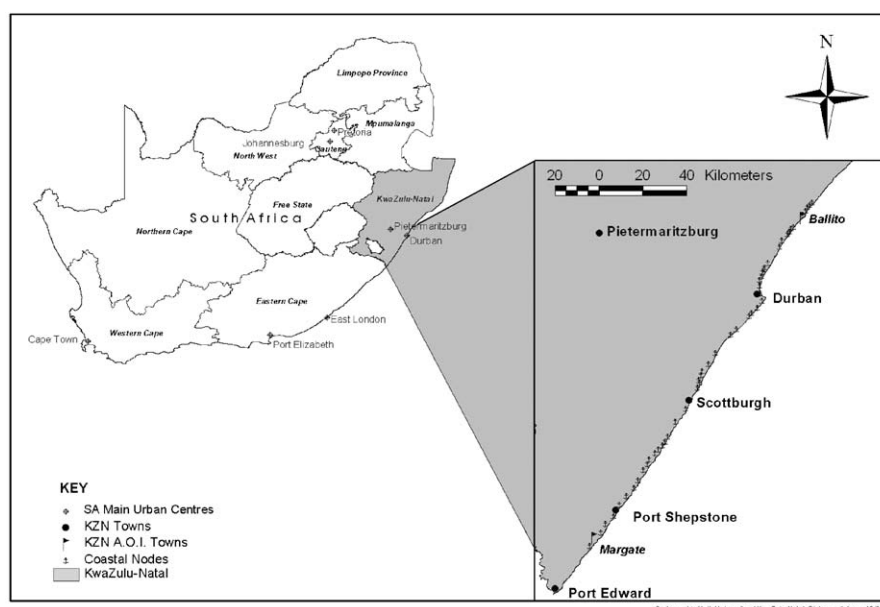 N
Limpopo Province
Mpumalanga
Pretoria
Johannesburg
Gauteng
North West
20 0 20 40 Kilometers
Free State
KwaZulu-Natal
South Africa
Pietermaritzburg
Durban
Northern Cape
Pietermaritzburg
Ballito
Durban
Eastern Cape
East London
Western Cape
Cape Town
Port Elizabeth
Scottburgh
KEY
SA Main Urban Centres
KZN Towns
KZN A.O.I. Towns
Coastal Nodes
KwaZulu-Natal
Port Shepstone
Margate
Port Edward